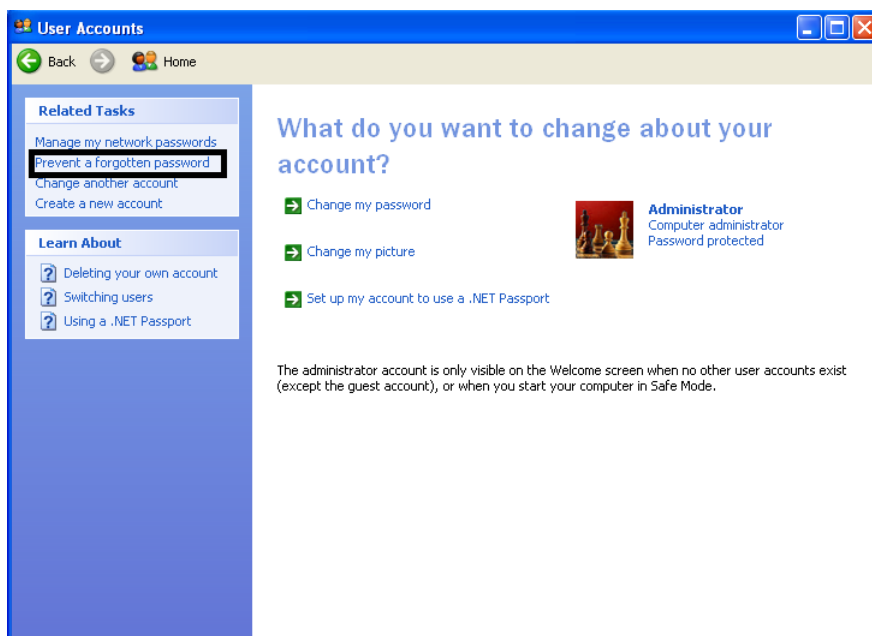 User Accounts
Back Home
Related Tasks
Manage my network passwords
Prevent a forgotten password
Change another account
Create a new account
Learn About
Deleting your own account
Switching users
Using a .NET Passport
What do you want to change about your
account?
Change my password
Change my picture
Set up my account to use a .NET Passport
Administrator
Computer administrator
Password protected
The administrator account is only visible on the Welcome screen when no other user accounts exist
(except the guest account), or when you start your computer in Safe Mode.